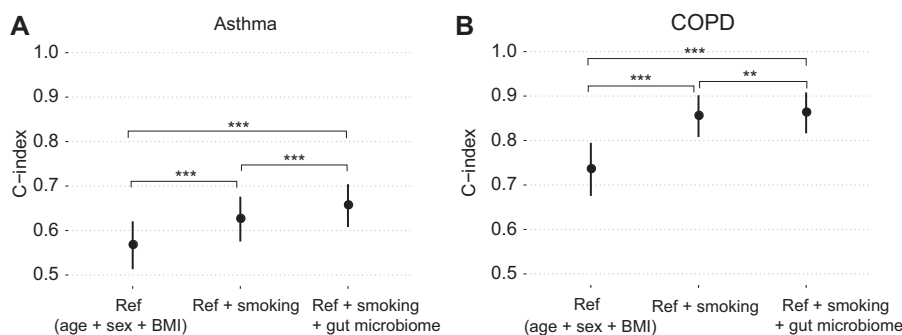 A
Asthma
C-index
1.0
0.9
0.8
0.7
0.6
0.5
***
***
***
Ref
(age + sex + BMI)
Ref + smoking
Ref + smoking
+ gut microbiome
B
COPD
C-index
1.0
0.9
0.8
0.7
0.6
0.5
***
***
**
Ref
(age + sex + BMI)
Ref + smoking
Ref + smoking
+ gut microbiome